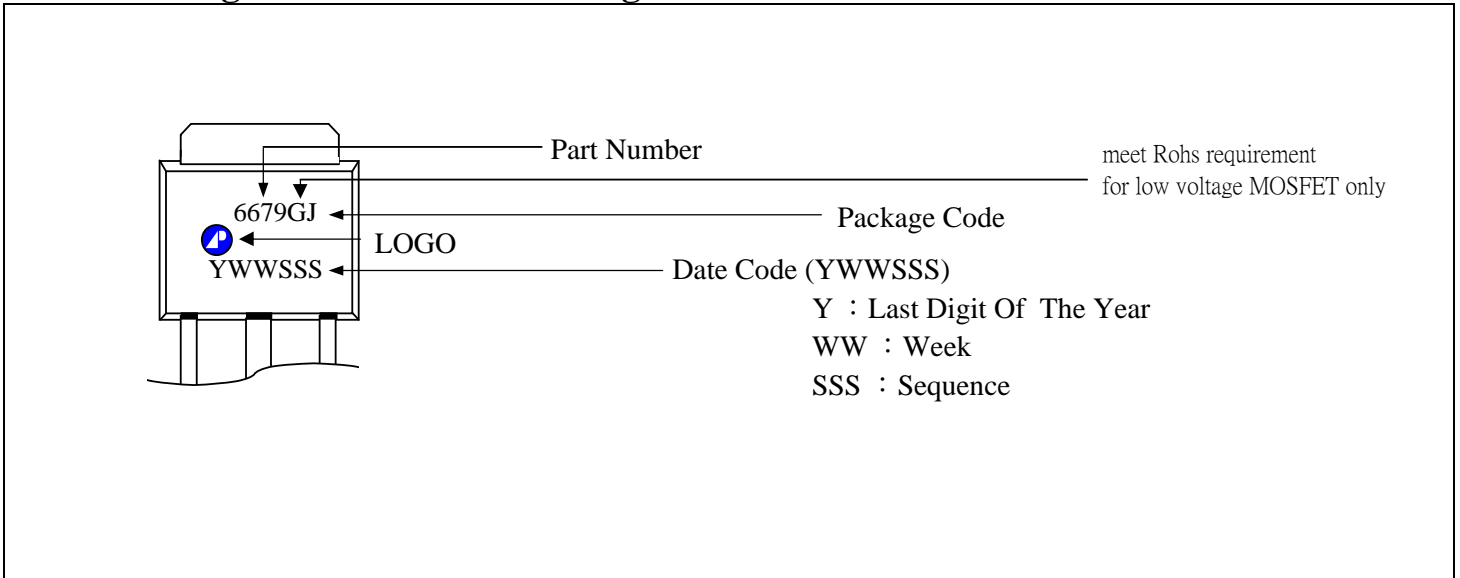 Part Number
meet Rohs requirement
for low voltage MOSFET only
6679GJ
Package Code
LOGO
YWWSSS
Date Code (YWWSSS)
Y ：Last Digit Of The Year
WW ：Week
SSS ：Sequence